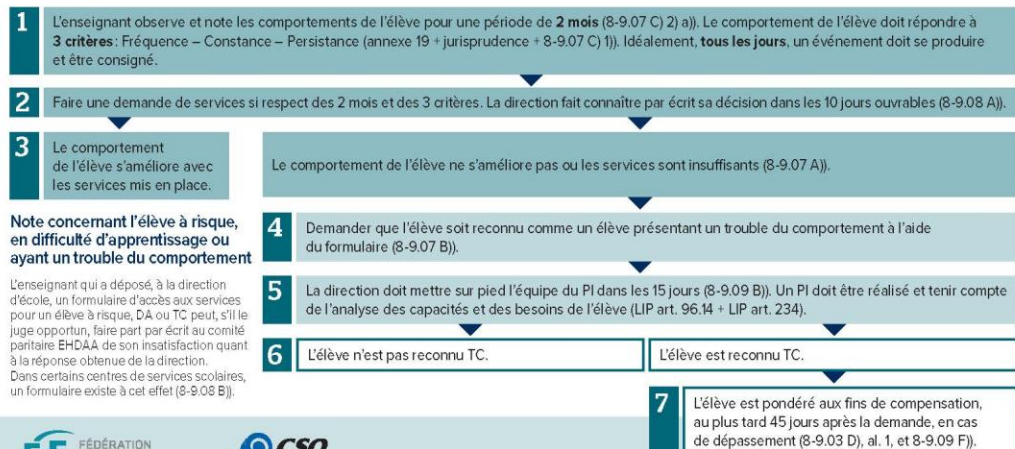 1
L'enseignant observe et note les comportements de l'élève pour une période de 2 mois (8-9.07 C) 2) a)). Le comportement de l'élève doit répondre à
3 critères : Fréquence – Constance – Persistance (annexe 19 + jurisprudence + 8-9.07 C) 1)). Idéalement, tous les jours, un événement doit se produire
et être consigné.
2
Faire une demande de services si respect des 2 mois et des 3 critères. La direction fait connaître par écrit sa décision dans les 10 jours ouvrables (8-9.08 A)).
3
Le comportement
de l'élève s'améliore avec
les services mis en place.
Le comportement de l'élève ne s'améliore pas ou les services sont insuffisants (8-9.07 A)).
Note concernant l'élève à risque,
en difficulté d'apprentissage ou
ayant un trouble du comportement
L'enseignant qui a déposé, à la direction
d'école, un formulaire d'accès aux services
pour un élève à risque, DA ou TC peut, s'il le
juge opportun, faire part par écrit au comité
paritaire EHDAA de son insatisfaction quant
à la réponse obtenue de la direction.
Dans certains centres de services scolaires,
un formulaire existe à cet effet (8-9.08 B)).
4
Demander que l'élève soit reconnu comme un élève présentant un trouble du comportement à l'aide
du formulaire (8-9.07 B)).
5
La direction doit mettre sur pied l'équipe du PI dans les 15 jours (8-9.09 B)). Un PI doit être réalisé et tenir compte
de l'analyse des capacités et des besoins de l'élève (LIP art. 96.14 + LIP art. 234).
6
L'élève n'est pas reconnu TC.
L'élève est reconnu TC.
7
L'élève est pondéré aux fins de compensation,
au plus tard 45 jours après la demande, en cas
de dépassement (8-9.03 D), al. 1, et 8-9.09 F)).
FÉDÉRATION
CSQ